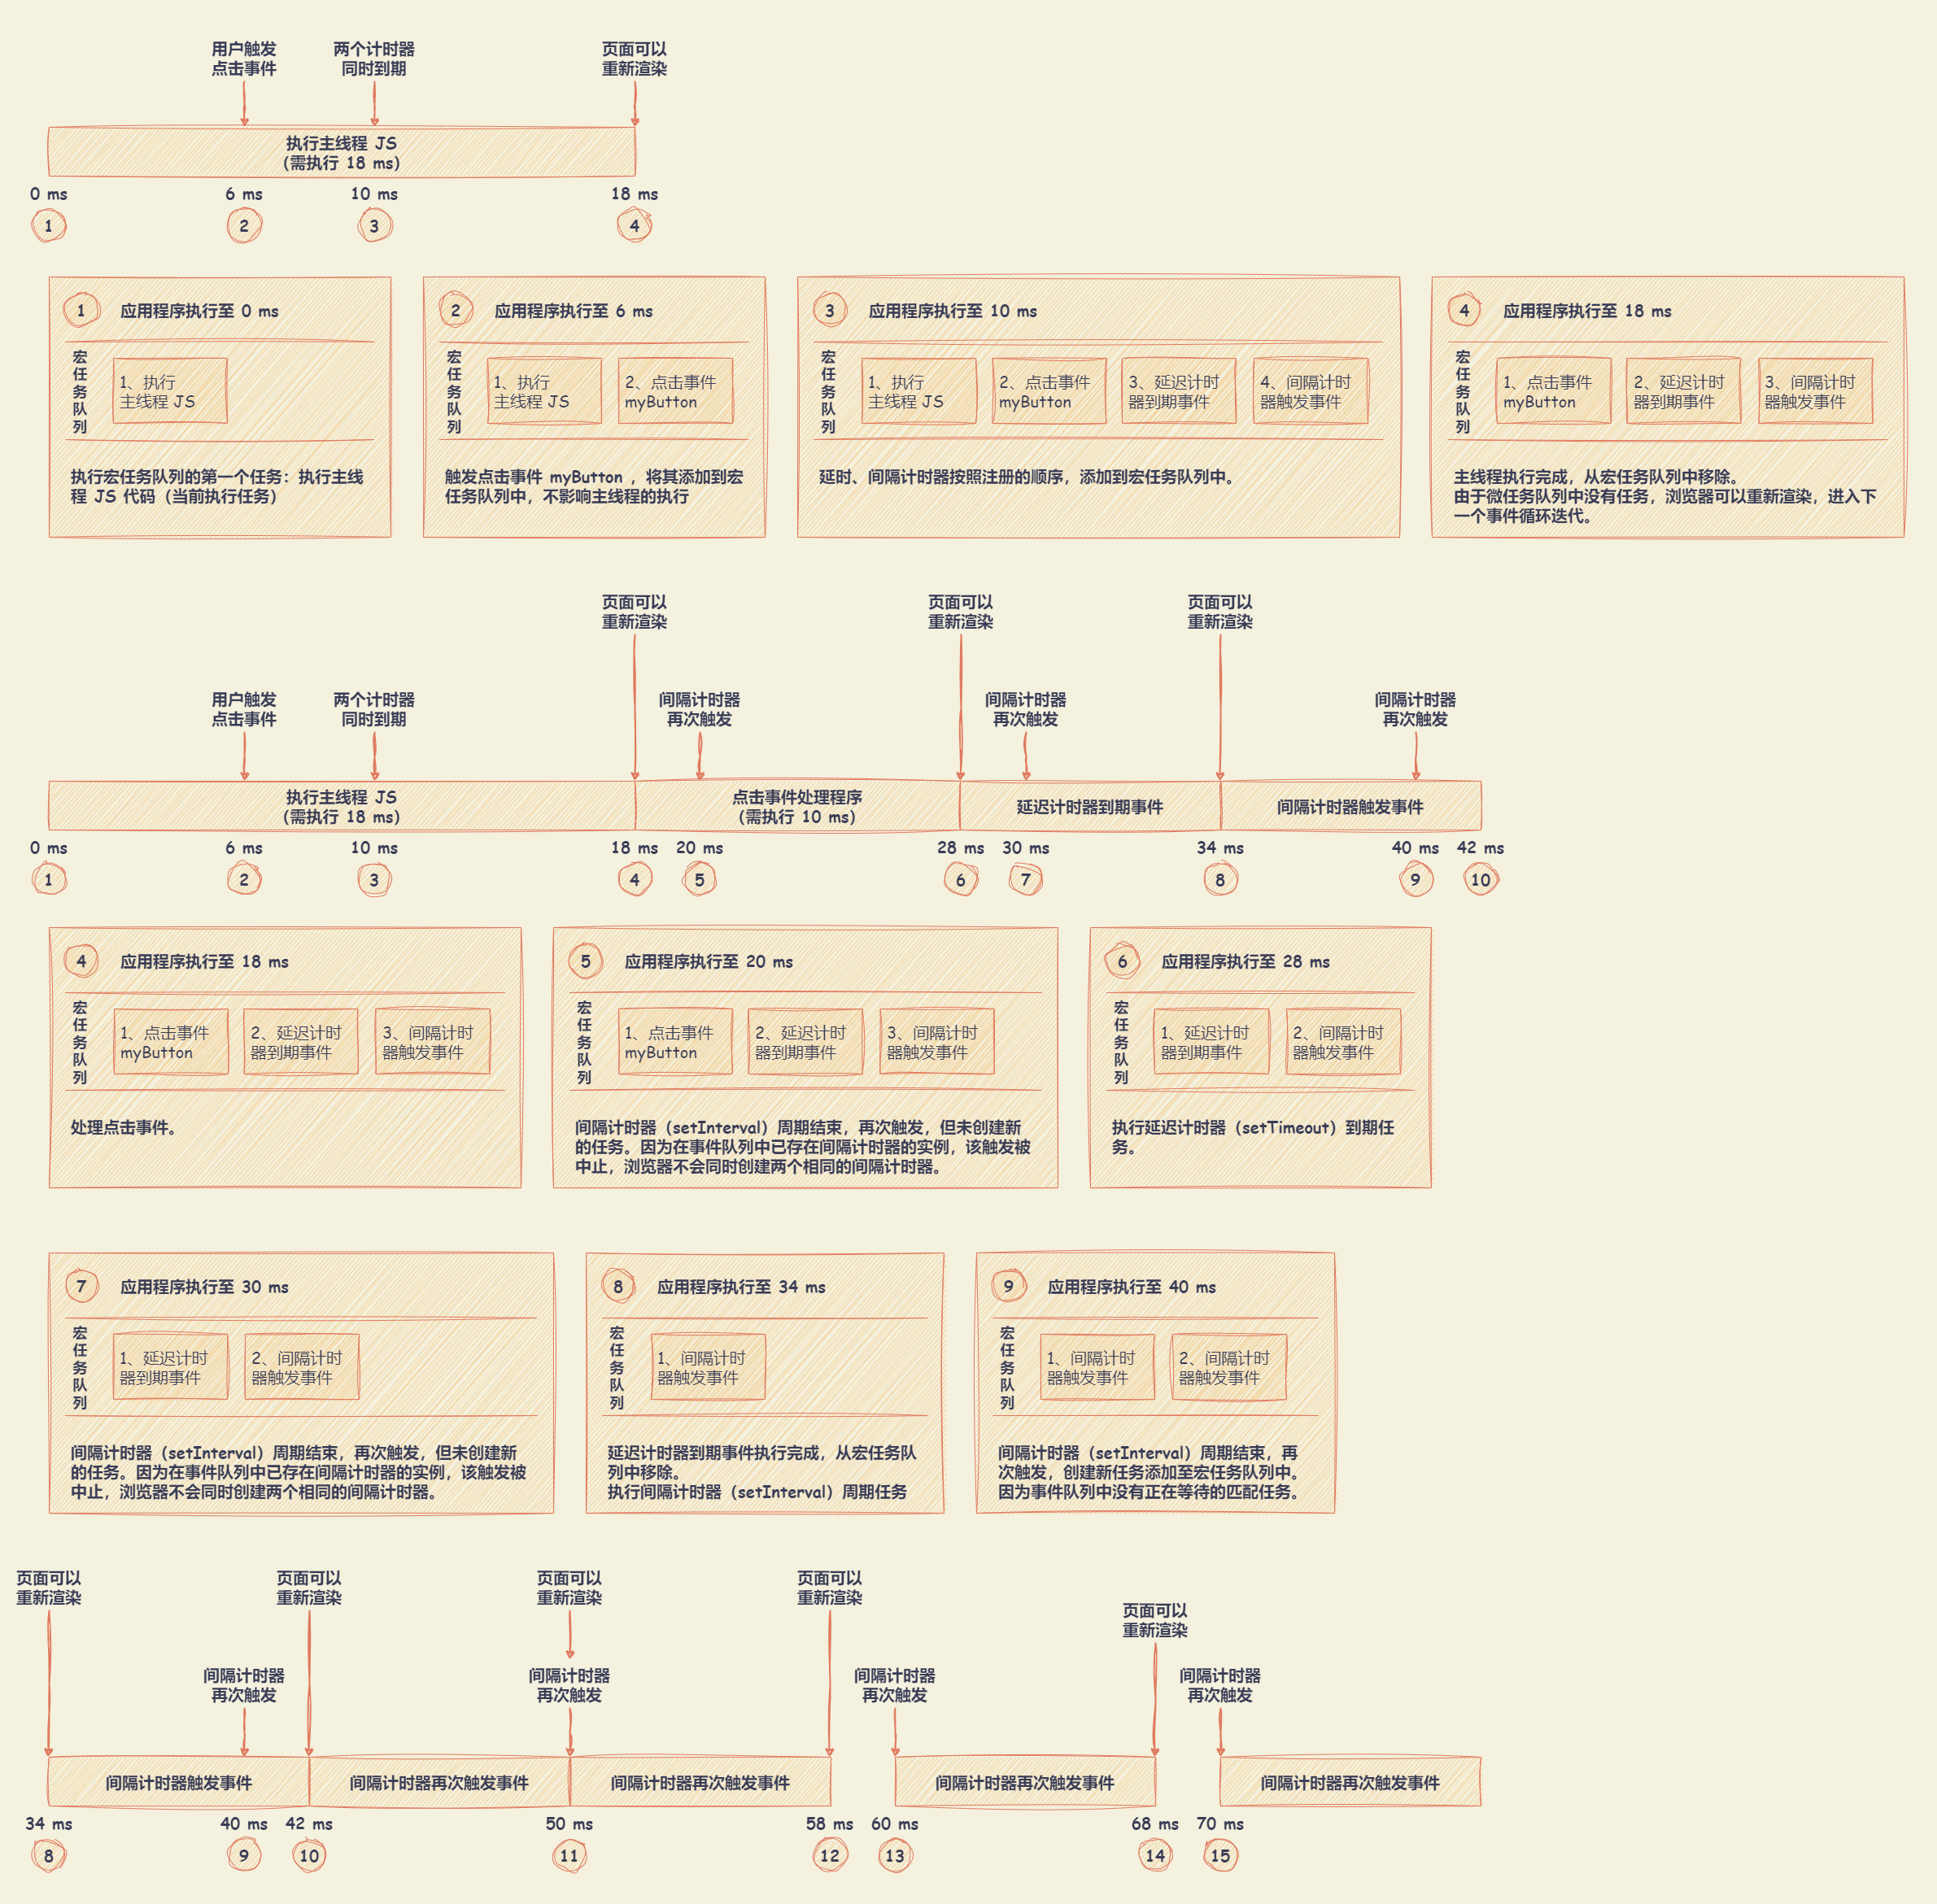 用户触发
点击事件
两个计时器
同时到期
页面可以
重新渲染
执行主线程 JS
(需执行 18 ms)
0 ms
6 ms
10 ms
18 ms
1
2
3
4
1
应用程序执行至 0 ms
宏任务队列
1、执行
主线程 JS
执行宏任务队列的第一个任务：执行主线
程 JS 代码（当前执行任务）
2
应用程序执行至 6 ms
宏任务队列
1、执行
主线程 JS
2、点击事件
myButton
触发点击事件 myButton ，将其添加到宏
任务队列中，不影响主线程的执行
3
应用程序执行至 10 ms
宏任务队列
1、执行
主线程 JS
2、点击事件
myButton
3、延迟计时
器到期事件
4、间隔计时
器触发事件
延时、间隔计时器按照注册的顺序，添加到宏任务队列中。
4
应用程序执行至 18 ms
宏任务队列
1、点击事件
myButton
2、延迟计时
器到期事件
3、间隔计时
器触发事件
主线程执行完成，从宏任务队列中移除。
由于微任务队列中没有任务，浏览器可以重新渲染，进入下
一个事件循环迭代。
页面可以
重新渲染
页面可以
重新渲染
页面可以
重新渲染
用户触发
点击事件
两个计时器
同时到期
间隔计时器
再次触发
间隔计时器
再次触发
间隔计时器
再次触发
执行主线程 JS
(需执行 18 ms)
点击事件处理程序
(需执行 10 ms)
延迟计时器到期事件
间隔计时器触发事件
0 ms
6 ms
10 ms
18 ms
20 ms
28 ms
30 ms
34 ms
40 ms
42 ms
1
2
3
4
5
6
7
8
9
10
4
应用程序执行至 18 ms
宏任务队列
1、点击事件
myButton
2、延迟计时
器到期事件
3、间隔计时
器触发事件
处理点击事件。
5
应用程序执行至 20 ms
宏任务队列
1、点击事件
myButton
2、延迟计时
器到期事件
3、间隔计时
器触发事件
间隔计时器（setInterval）周期结束，再次触发，但未创建新
的任务。因为在事件队列中已存在间隔计时器的实例，该触发被
中止，浏览器不会同时创建两个相同的间隔计时器。
6
应用程序执行至 28 ms
宏任务队列
1、延迟计时
器到期事件
2、间隔计时
器触发事件
执行延迟计时器（setTimeout）到期任
务。
7
应用程序执行至 30 ms
宏任务队列
1、延迟计时
器到期事件
2、间隔计时
器触发事件
间隔计时器（setInterval）周期结束，再次触发，但未创建新
的任务。因为在事件队列中已存在间隔计时器的实例，该触发被
中止，浏览器不会同时创建两个相同的间隔计时器。
8
应用程序执行至 34 ms
宏任务队列
1、间隔计时
器触发事件
延迟计时器到期事件执行完成，从宏任务队
列中移除。
执行间隔计时器（setInterval）周期任务
9
应用程序执行至 40 ms
宏任务队列
1、间隔计时
器触发事件
2、间隔计时
器触发事件
间隔计时器（setInterval）周期结束，再
次触发，创建新任务添加至宏任务队列中。
因为事件队列中没有正在等待的匹配任务。
页面可以
重新渲染
页面可以
重新渲染
页面可以
重新渲染
页面可以
重新渲染
页面可以
重新渲染
间隔计时器
再次触发
间隔计时器
再次触发
间隔计时器
再次触发
间隔计时器
再次触发
间隔计时器触发事件
间隔计时器再次触发事件
间隔计时器再次触发事件
间隔计时器再次触发事件
间隔计时器再次触发事件
34 ms
40 ms
42 ms
50 ms
58 ms
60 ms
68 ms
70 ms
8
9
10
11
12
13
14
15